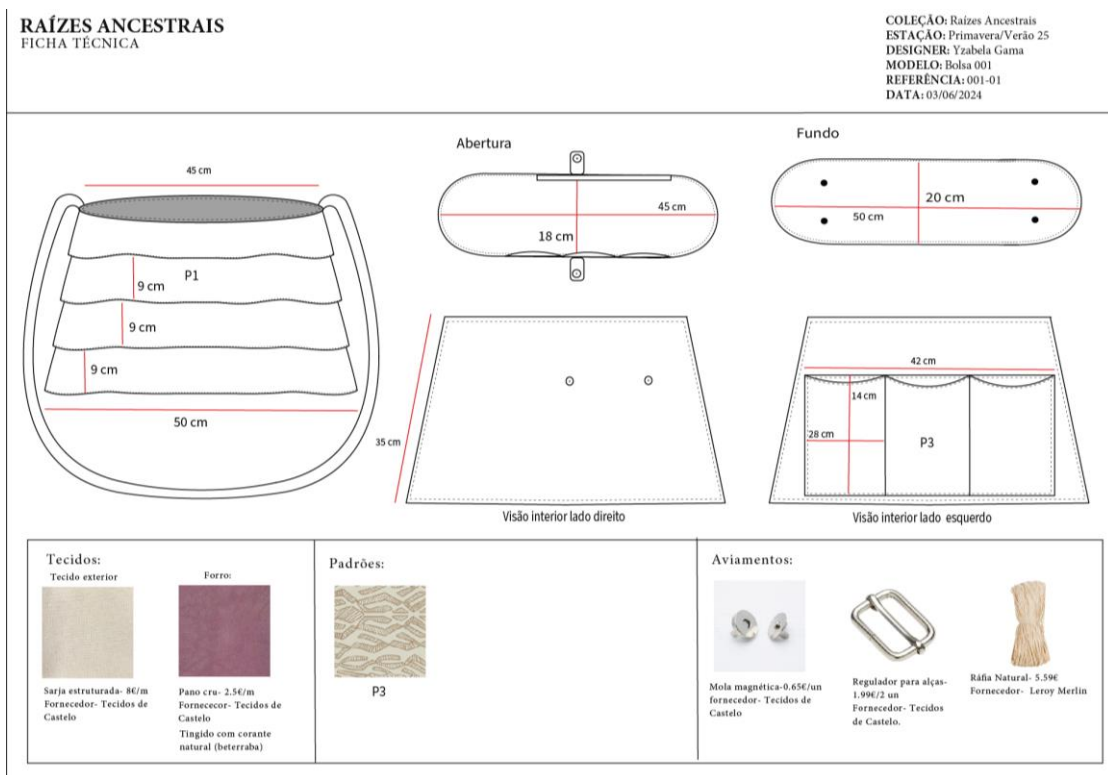 RAÍZES ANCESTRAIS
FICHA TÉCNICA
COLEÇÃO: Raízes Ancestrais
ESTAÇÃO: Primavera/Verão 25
DESIGNER: Yzabela Gama
MODELO: Bolsa 001
REFERÊNCIA: 001-01
DATA: 03/06/2024
45 cm
P1
9 cm
9 cm
9 cm
50 cm
Abertura
45 cm
18 cm
Fundo
20 cm
50 cm
35 cm
Visão interior lado direito
42 cm
14 cm
28 cm
P3
Visão interior lado esquerdo
Tecidos:
Tecido exterior
Sarja estruturada- 8€/m
Fornecedor- Tecidos de
Castelo
Forro:
Pano cru- 2.5€/m
Fornececor- Tecidos de
Castelo
Tingido com corante
natural (beterraba)
Padrões:
P3
Aviamentos:
Mola magnética-0.65€/un
fornecedor- Tecidos de
Castelo
Regulador para alças-
1.99€/2 un
Fornecedor- Tecidos
de Castelo.
Ráfia Natural- 5.59€
Fornecedor- Leroy Merlin